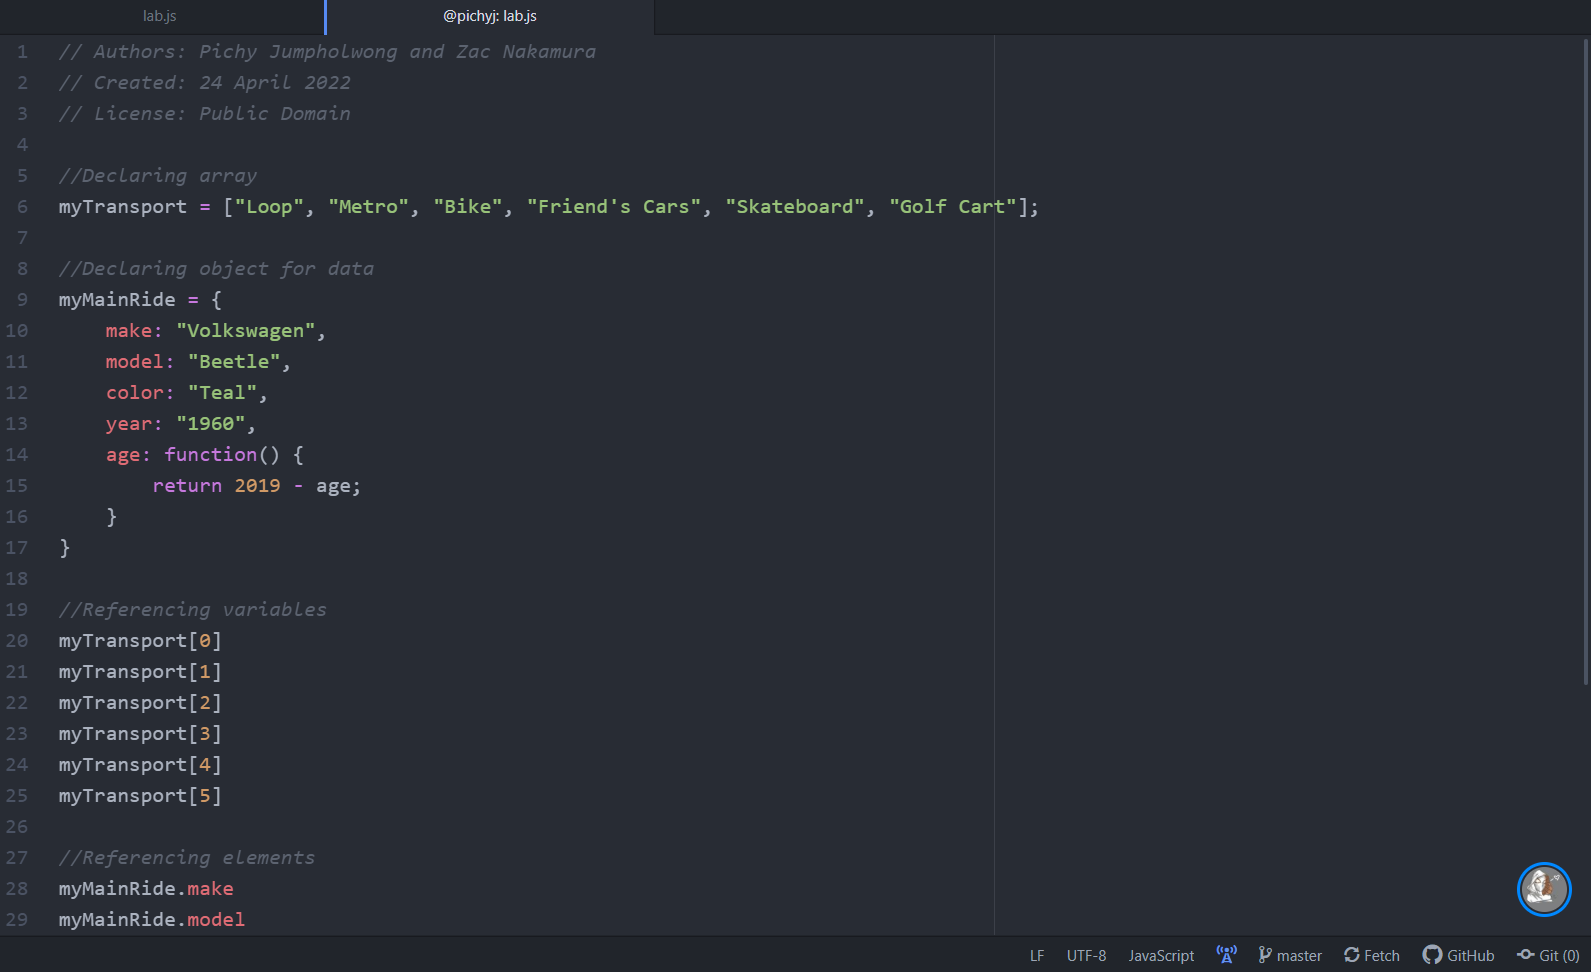 lab.js
@pichyj: lab.js
1 // Authors: Pichy Jumpholwong and Zac Nakamura
2 // Created: 24 April 2022
3 // License: Public Domain
4
5 //Declaring array
6 myTransport = ["Loop", "Metro", "Bike", "Friend's Cars", "Skateboard", "Golf Cart"];
7
8 //Declaring object for data
9 myMainRide = {
10     make: "Volkswagen",
11     model: "Beetle",
12     color: "Teal",
13     year: "1960",
14     age: function() {
15         return 2019 - age;
16     }
17 }
18
19 //Referencing variables
20 myTransport[0]
21 myTransport[1]
22 myTransport[2]
23 myTransport[3]
24 myTransport[4]
25 myTransport[5]
26
27 //Referencing elements
28 myMainRide.make
29 myMainRide.model
LF UTF-8 JavaScript master Fetch GitHub Git (0)